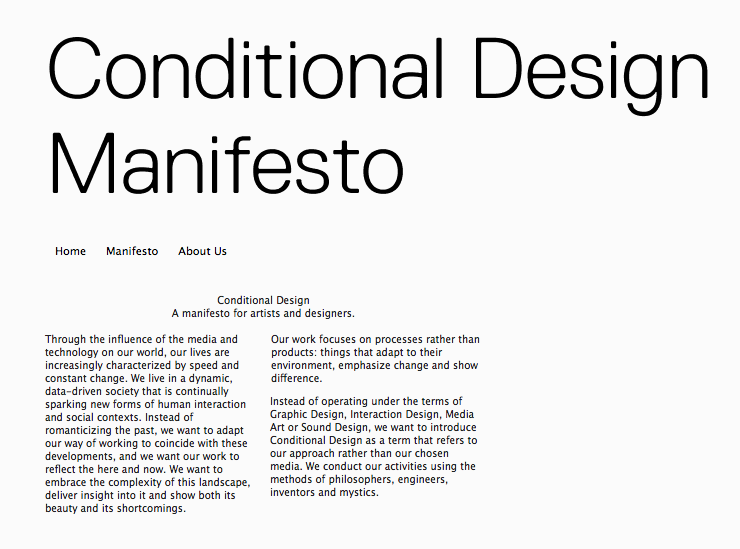 Conditional Design
Manifesto
Home Manifesto About Us
Conditional Design
A manifesto for artists and designers.
Through the influence of the media and
technology on our world, our lives are
increasingly characterized by speed and
constant change. We live in a dynamic,
data-driven society that is continually
sparking new forms of human interaction
and social contexts. Instead of
romanticizing the past, we want to adapt
our way of working to coincide with these
developments, and we want our work to
reflect the here and now. We want to
embrace the complexity of this landscape,
deliver insight into it and show both its
beauty and its shortcomings.
Our work focuses on processes rather than
products: things that adapt to their
environment, emphasize change and show
difference.
Instead of operating under the terms of
Graphic Design, Interaction Design, Media
Art or Sound Design, we want to introduce
Conditional Design as a term that refers to
our approach rather than our chosen
media. We conduct our activities using the
methods of philosophers, engineers,
inventors and mystics.